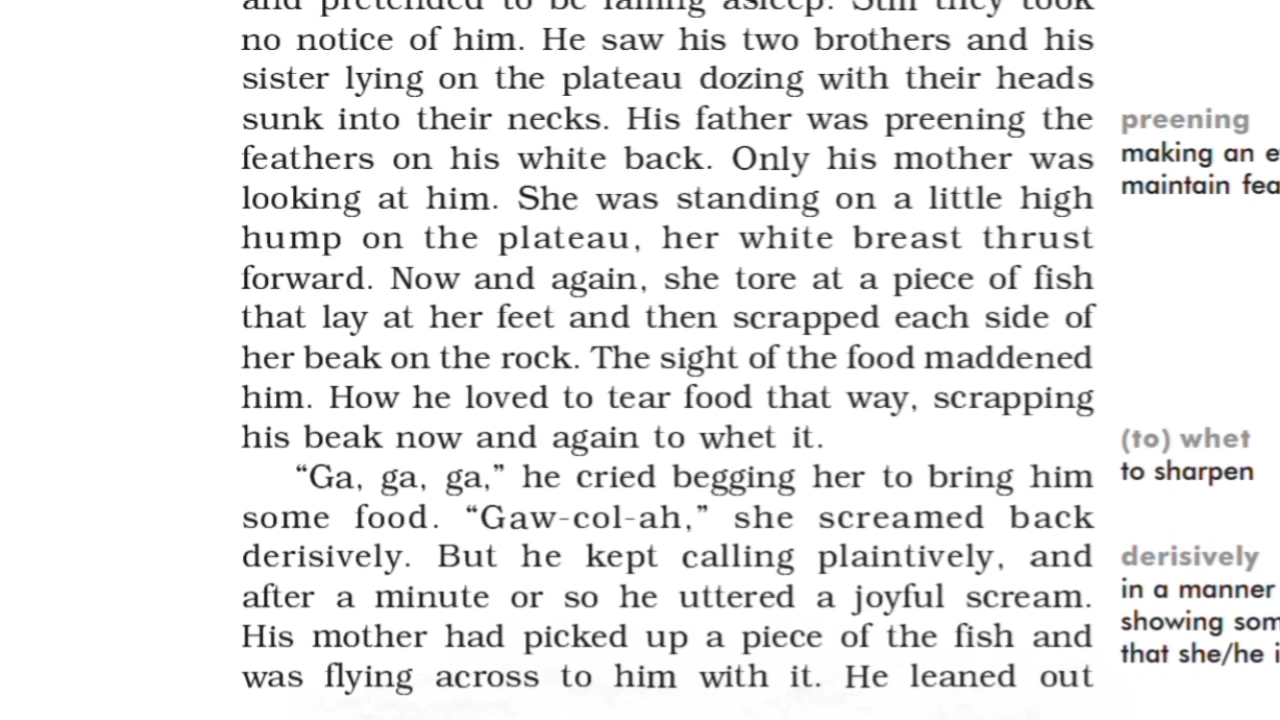 and pretended to be falling asleep. Still they took
no notice of him. He saw his two brothers and his
sister lying on the plateau dozing with their heads
sunk into their necks. His father was preening the
feathers on his white back. Only his mother was
looking at him. She was standing on a little high
hump on the plateau, her white breast thrust
forward. Now and again, she tore at a piece of fish
that lay at her feet and then scrapped each side of
her beak on the rock. The sight of the food maddened
him. How he loved to tear food that way, scrapping
his beak now and again to whet it.
“Ga, ga, ga,” he cried begging her to bring him
some food. “Gaw-col-ah,” she screamed back
derisively. But he kept calling plaintively, and
after a minute or so he uttered a joyful scream.
His mother had picked up a piece of the fish and
was flying across to him with it. He leaned out
preening
making an
maintain
(to) whet
to sharpen
derisively
in a manner
showing
that she/he